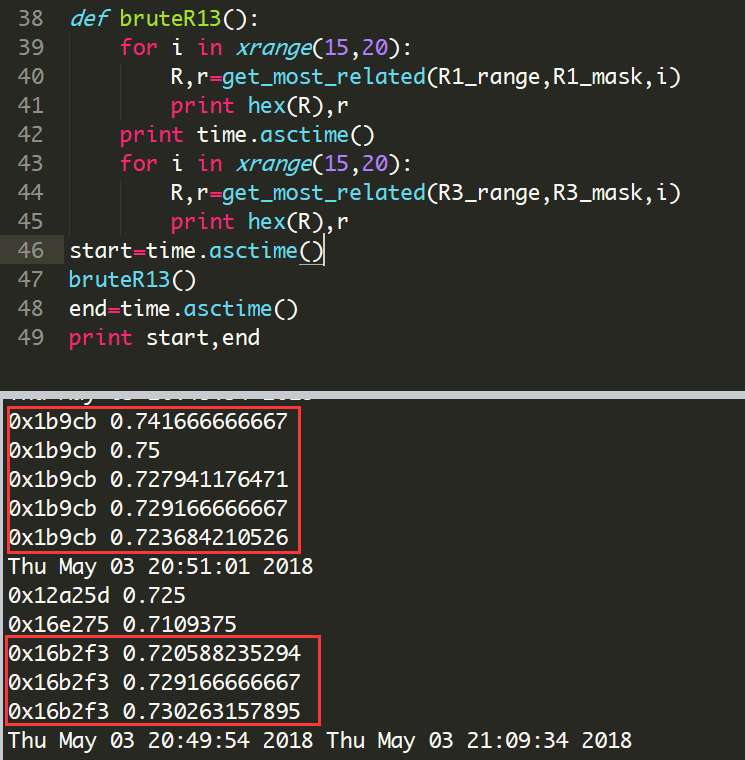 38 def bruteR13():
39     for i in xrange(15,20):
40         R,r=get_most_related(R1_range,R1_mask,i)
41         print hex(R),r
42     print time.asctime()
43     for i in xrange(15,20):
44         R,r=get_most_related(R3_range,R3_mask,i)
45         print hex(R),r
46 start=time.asctime()
47 bruteR13()
48 end=time.asctime()
49 print start,end
0x1b9cb 0.741666666667
0x1b9cb 0.75
0x1b9cb 0.727941176471
0x1b9cb 0.729166666667
0x1b9cb 0.723684210526
Thu May 03 20:51:01 2018
0x12a25d 0.725
0x16e275 0.7109375
0x16b2f3 0.720588235294
0x16b2f3 0.729166666667
0x16b2f3 0.730263157895
Thu May 03 20:49:54 2018 Thu May 03 21:09:34 2018